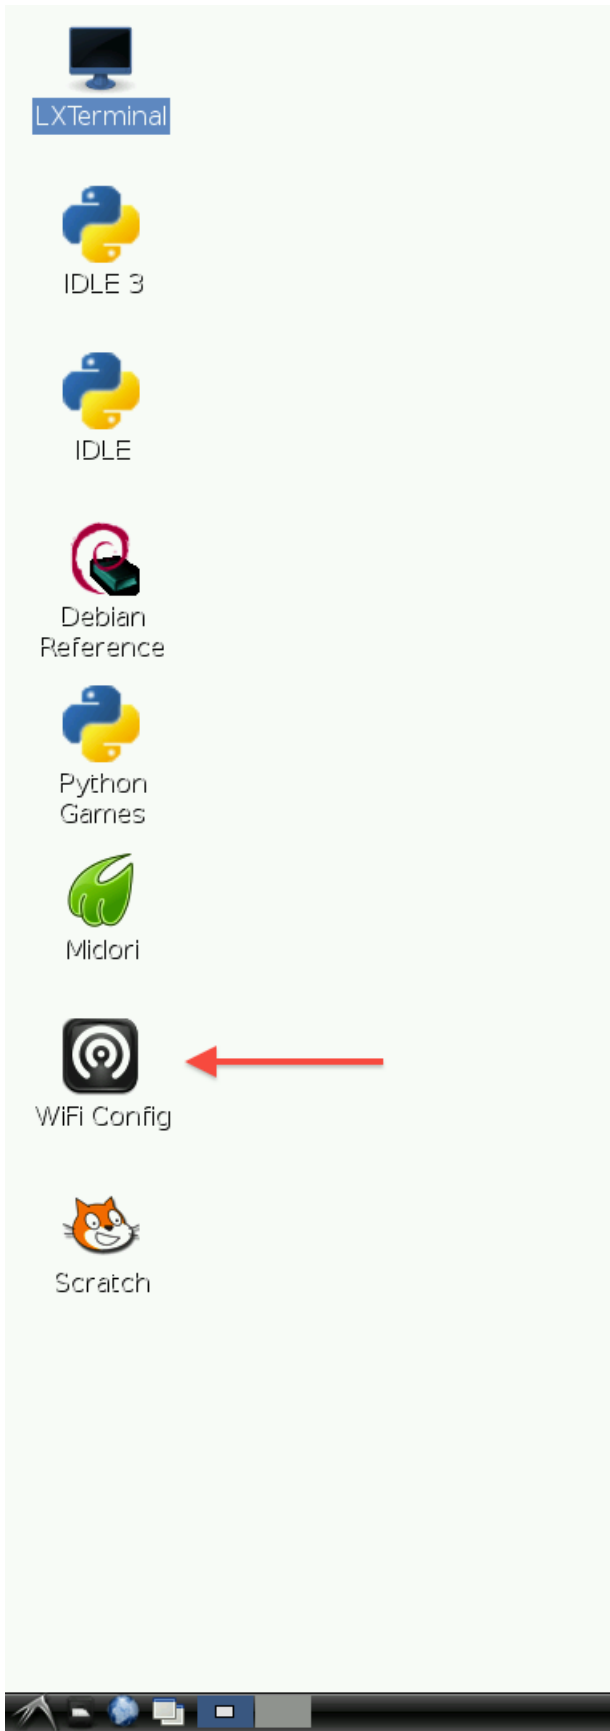 LXTerminal
IDLE 3
IDLE
Debian
Reference
Python
Games
Midori
WiFi Config
Scratch